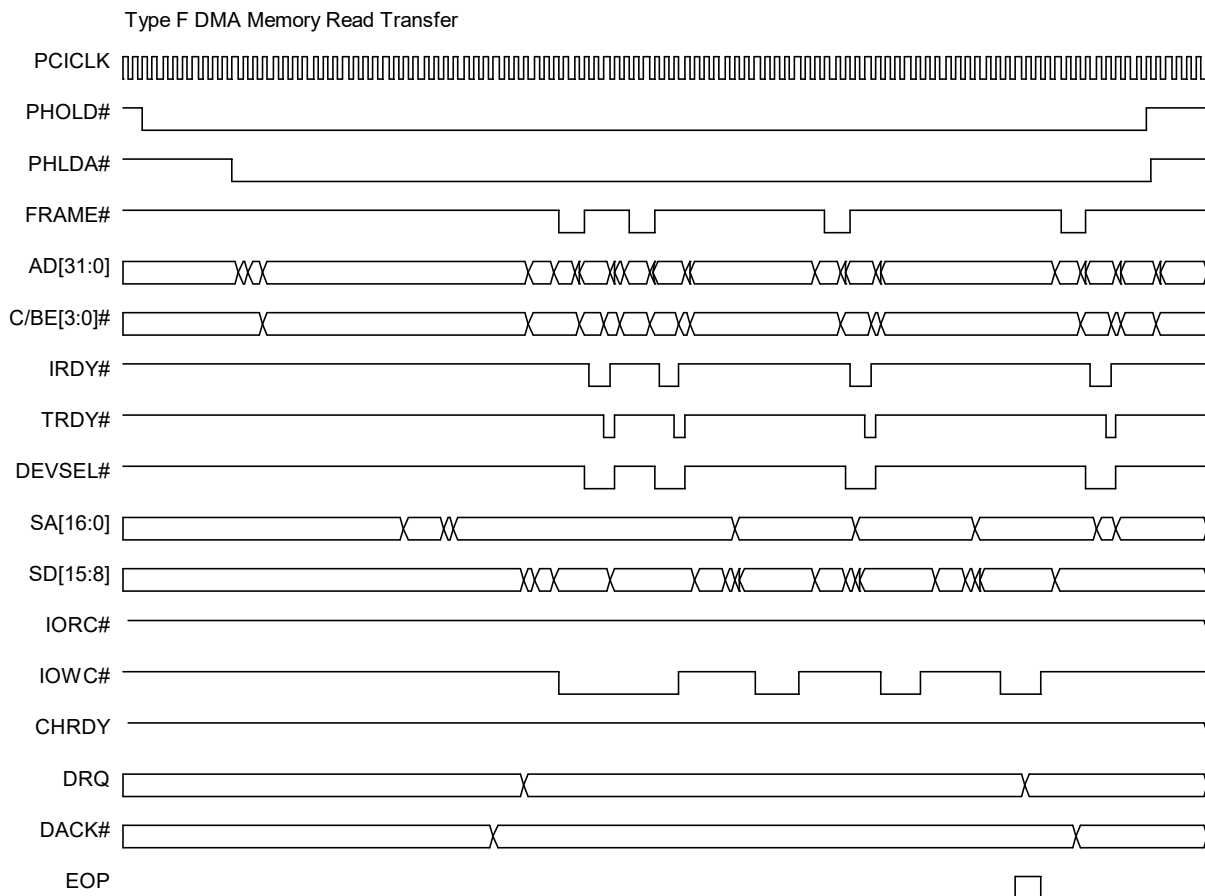 Type F DMA Memory Read Transfer
PCICLK
PHOLD#
PHLDA#
FRAME#
AD[31:0]
C/BE[3:0]#
IRDY#
TRDY#
DEVSEL#
SA[16:0]
SD[15:8]
IORC#
IOWC#
CHRDY
DRQ
DACK#
EOP